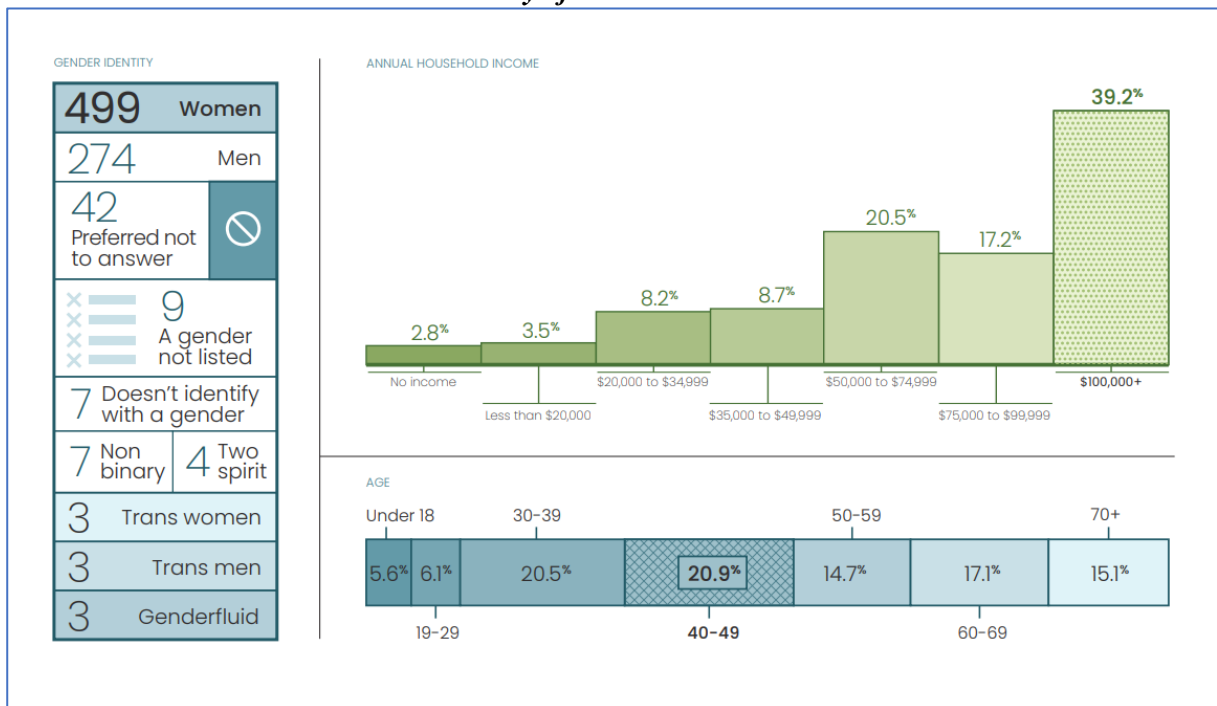 GENDER IDENTITY
499 Women
274 Men
42
Preferred not
to answer
9
A gender
not listed
7 Doesn't identify
with a gender
7 Non
binary
4 Two
spirit
3 Trans women
3 Trans men
3 Genderfluid
ANNUAL HOUSEHOLD INCOME
2.8%
3.5%
8.2%
8.7%
20.5%
17.2%
39.2%
No income
Less than $20,000
$20,000 to $34,999
$35,000 to $49,999
$50,000 to $74,999
$75,000 to $99,999
$100,000+
AGE
Under 18 30-39 50-59 70+
5.6% 6.1% 20.5% 20.9% 14.7% 17.1% 15.1%
19-29 40-49 60-69